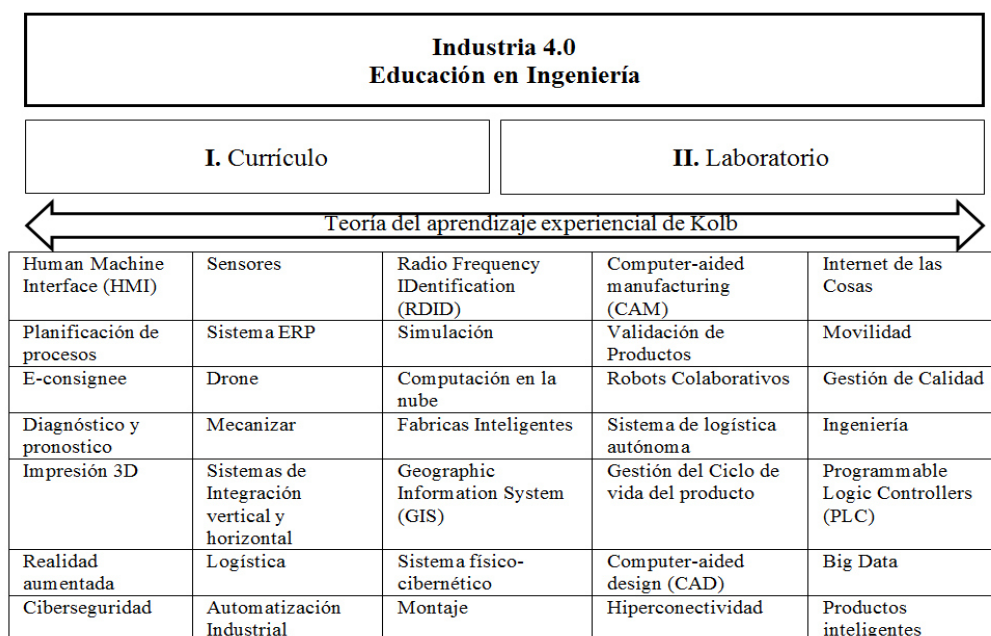 Industria 4.0
Educación en Ingeniería
I. Currículo
II. Laboratorio
Teoría del aprendizaje experiencial de Kolb
Human Machine
Interface (HMI)
Sensores
Radio Frequency
IDentification
(RDID)
Computer-aided
manufacturing
(CAM)
Internet de las
Cosas
Planificación de
procesos
Sistema ERP
Simulación
Validación de
Productos
Movilidad
E-consignee
Drone
Computación en la
nube
Robots Colaborativos
Gestión de Calidad
Diagnóstico y
pronostico
Mecanizar
Fabricas Inteligentes
Sistema de logística
autónoma
Ingeniería
Impresión 3D
Sistemas de
Integración
vertical y
horizontal
Geographic
Information System
(GIS)
Gestión del Ciclo de
vida del producto
Programmable
Logic Controllers
(PLC)
Realidad
aumentada
Logística
Sistema físico-
cibernético
Computer-aided
design (CAD)
Big Data
Ciberseguridad
Automatización
Industrial
Montaje
Hiperconectividad
Productos
inteligentes